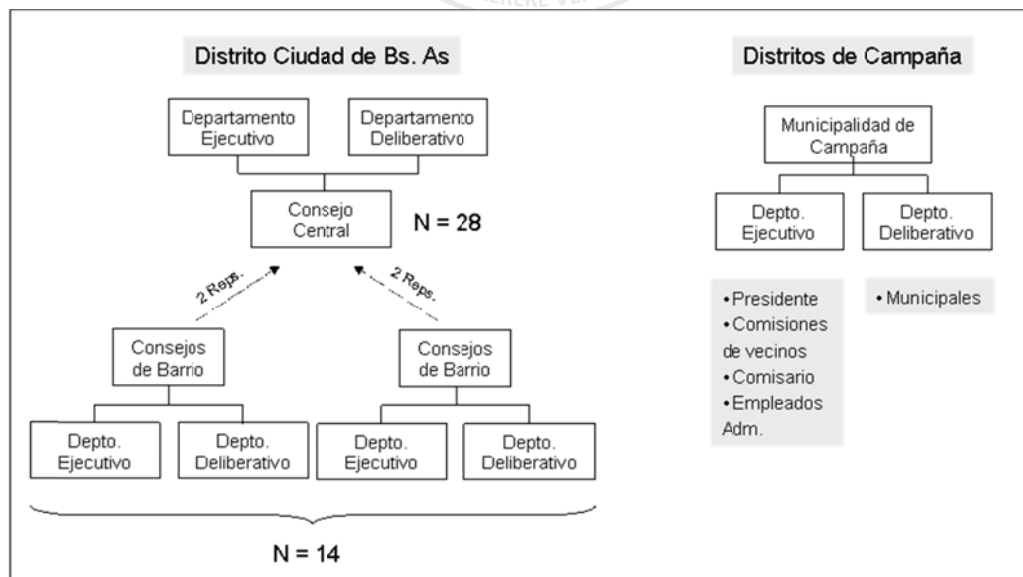 Distrito Ciudad de Bs. As
Departamento
Ejecutivo
Departamento
Deliberativo
Consejo
Central
N = 28
2 Reps.
2 Reps.
Consejos
de Barrio
Consejos
de Barrio
Depto.
Ejecutivo
Depto.
Deliberativo
Depto.
Ejecutivo
Depto.
Deliberativo
N = 14
Distritos de Campaña
Municipalidad de
Campaña
Depto.
Ejecutivo
Depto.
Deliberativo
•Presidente
•Comisiones
de vecinos
•Comisario
•Empleados
Adm.
• Municipales